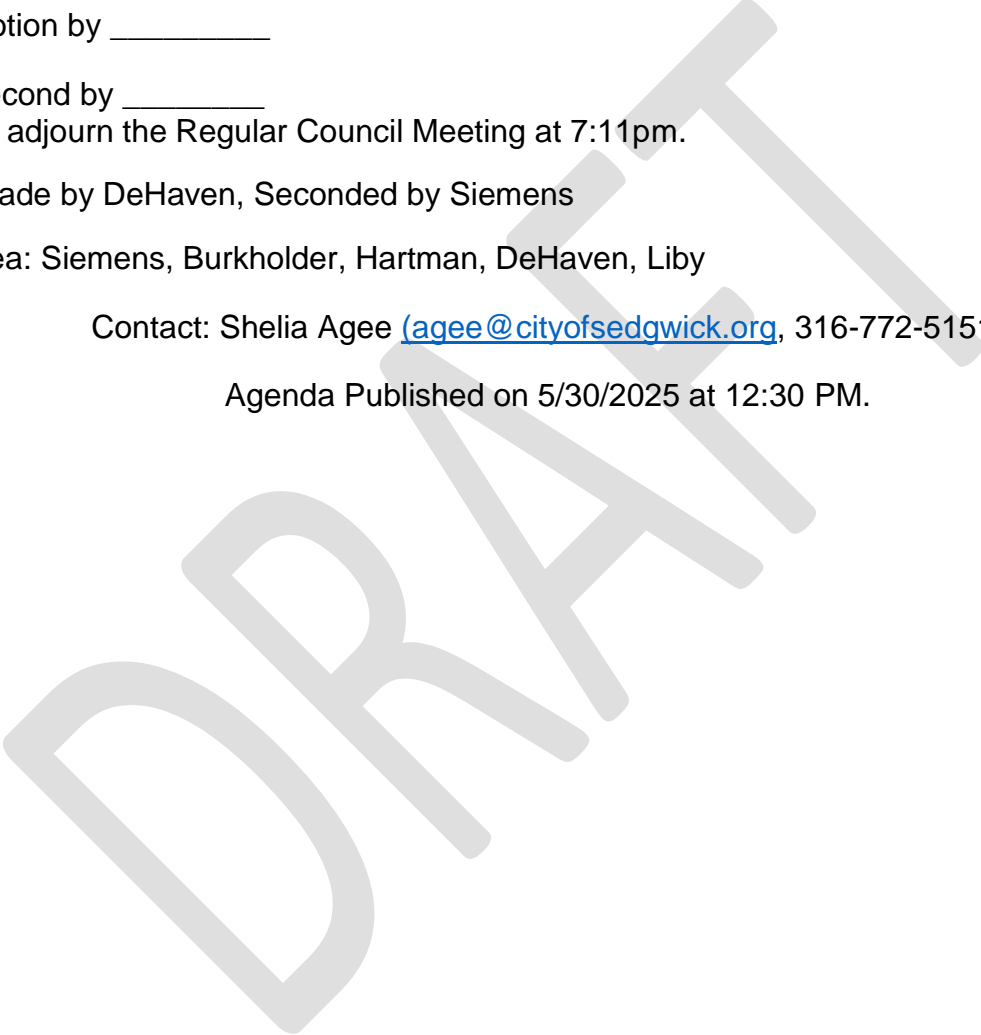 otion by _________
cond by ________
adjourn the Regular Council Meeting at 7:11pm.
ade by DeHaven, Seconded by Siemens
ea: Siemens, Burkholder, Hartman, DeHaven, Liby
Contact: Shelia Agee (agee@cityofsedgwick.org, 316-772-515
Agenda Published on 5/30/2025 at 12:30 PM.
DRAFT